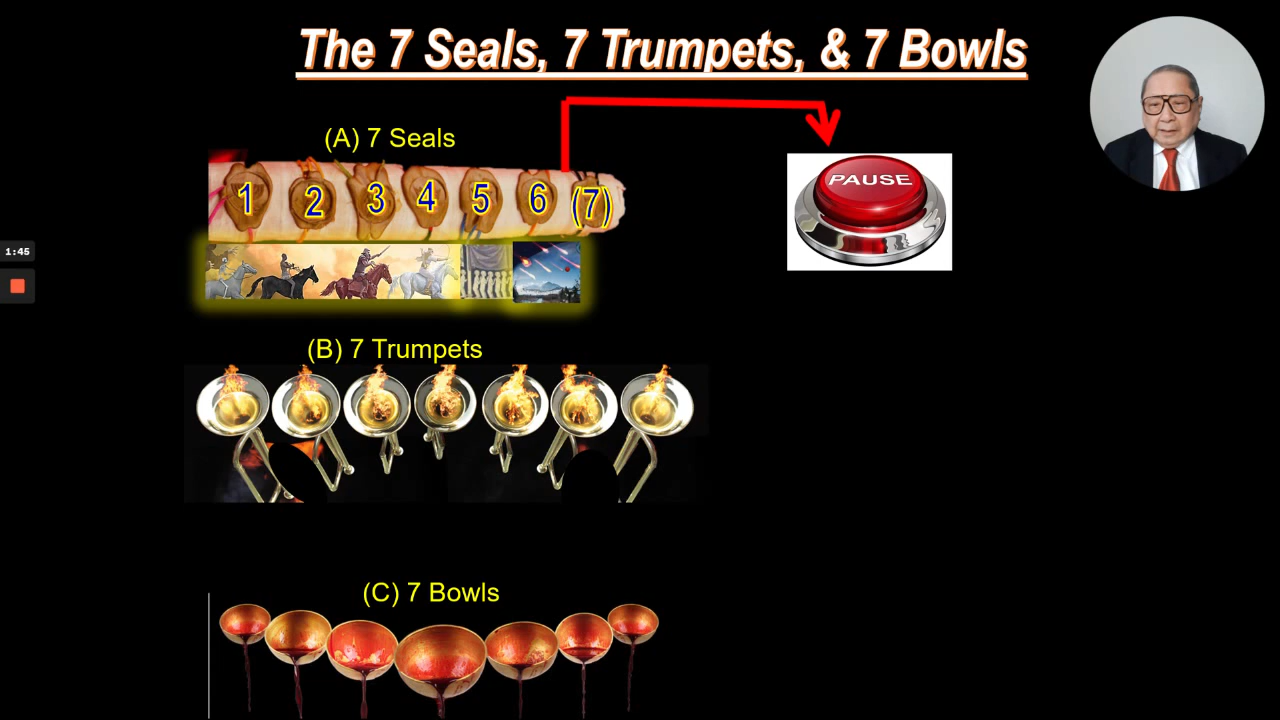 The 7 Seals, 7 Trumpets, & 7 Bowls
(A) 7 Seals
1 2 3 4 5 6 (7)
PAUSE
1:45
(B) 7 Trumpets
(C) 7 Bowls